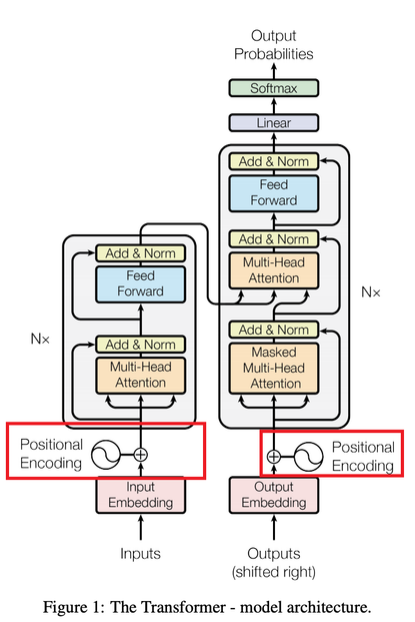 Output
Probabilities
Softmax
Linear
Add & Norm
Feed
Forward
Add & Norm
Multi-Head
Attention
Nx
Add & Norm
Masked
Multi-Head
Attention
Add & Norm
Feed
Forward
Nx
Add & Norm
Multi-Head
Attention
Positional
Encoding
Positional
Encoding
Input
Embedding
Output
Embedding
Inputs
Outputs
(shifted right)
Figure 1: The Transformer - model architecture.